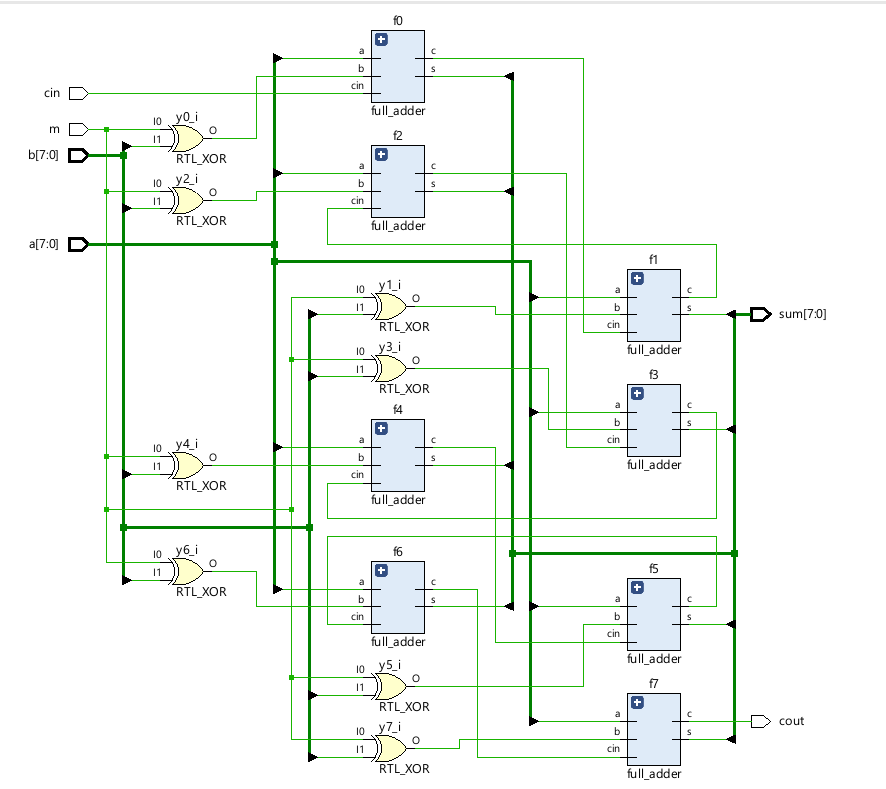 f0
a
b
cin
c
s
full_adder
cin
m
b[7:0]
a[7:0]
y0_i
I0
I1
O
RTL_XOR
y2_i
I0
I1
O
RTL_XOR
f2
a
b
cin
c
s
full_adder
y1_i
I0
I1
O
RTL_XOR
y3_i
I0
I1
O
RTL_XOR
f1
a
b
cin
c
s
full_adder
sum[7:0]
f3
a
b
cin
c
s
full_adder
y4_i
I0
I1
O
RTL_XOR
f4
a
b
cin
c
s
full_adder
y6_i
I0
I1
O
RTL_XOR
f6
a
b
cin
c
s
full_adder
f5
a
b
cin
c
s
full_adder
y5_i
I0
I1
O
RTL_XOR
y7_i
I0
I1
O
RTL_XOR
f7
a
b
cin
c
s
full_adder
cout